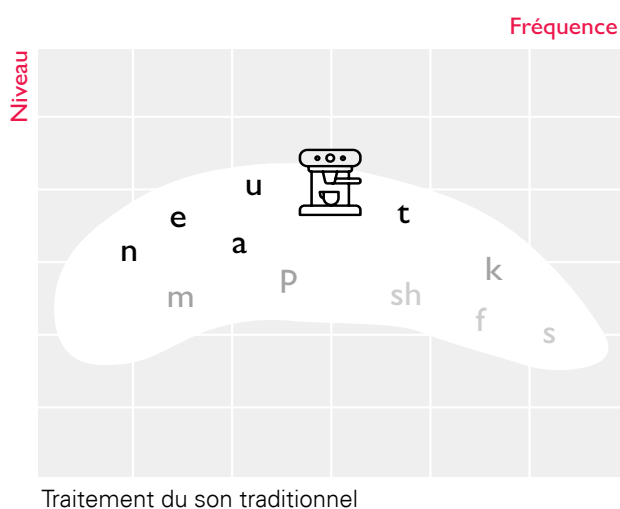 Fréquence
Niveau
u
e
t
n
a
k
p
m
sh
f
s
Traitement du son traditionnel